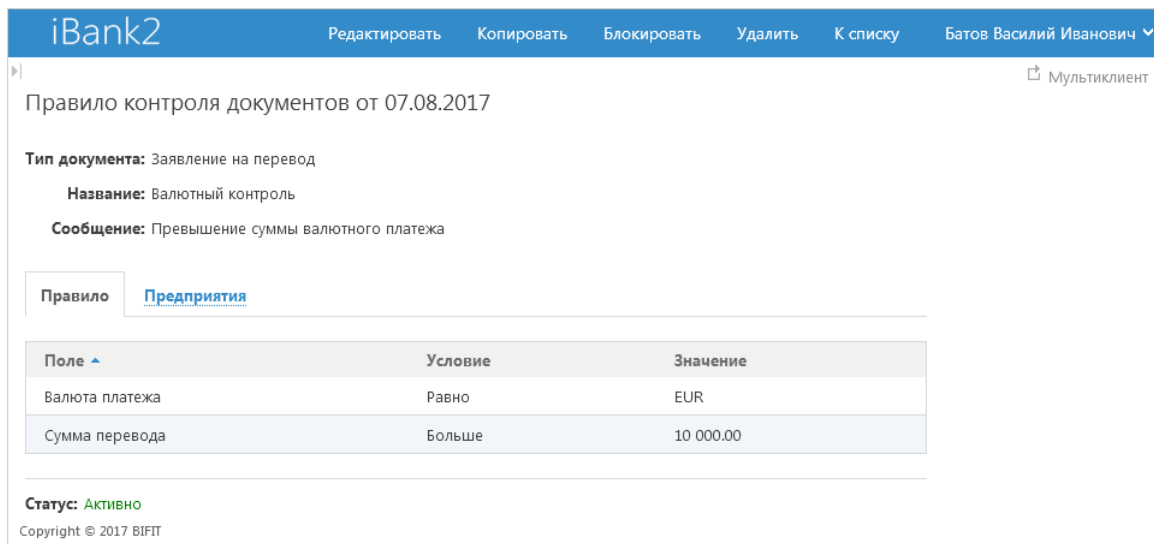 iBank2 Редактировать Копировать Блокировать Удалить К списку Батов Василий Иванович
Мультиклиент
Правило контроля документов от 07.08.2017
Тип документа: Заявление на перевод
Название: Валютный контроль
Сообщение: Превышение суммы валютного платежа
Правило Предприятия
Поле Условие Значение
Валюта платежа Равно EUR
Сумма перевода Больше 10 000.00
Статус: Активно
Copyright © 2017 BIFIT